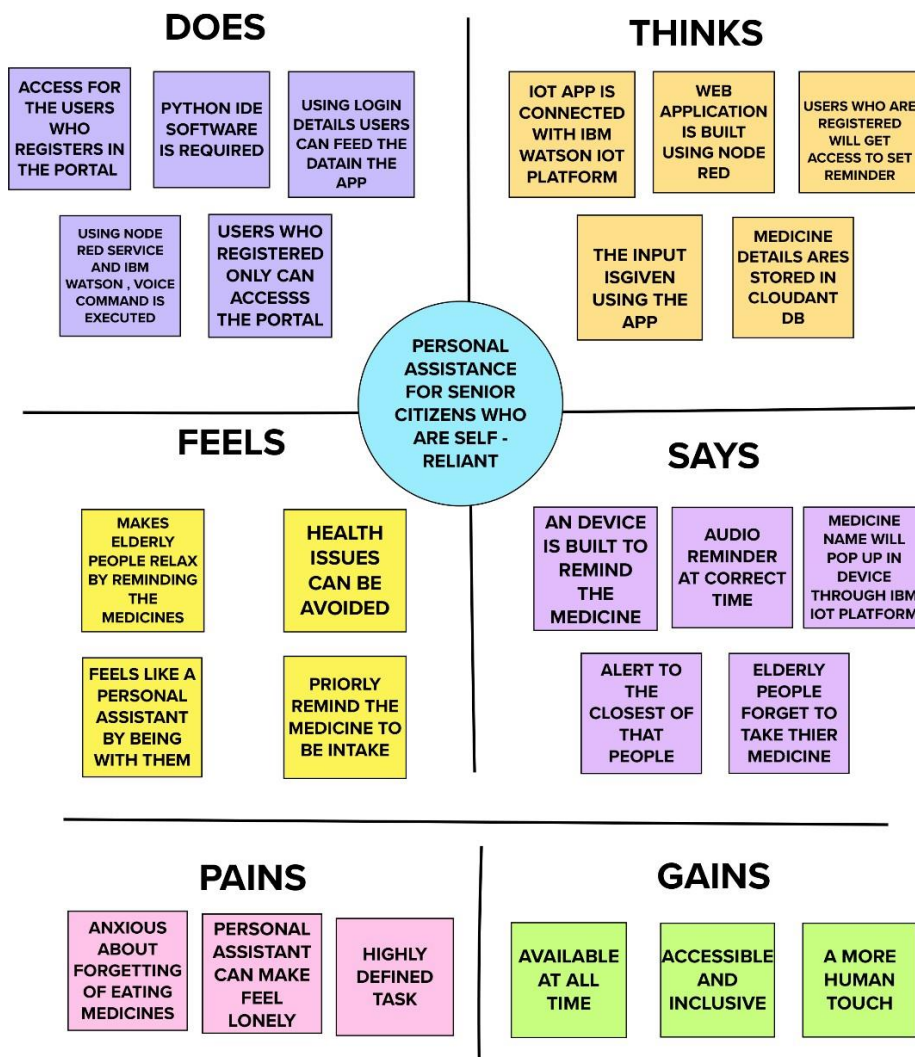 DOES
ACCESS FOR
THE USERS
WHO
REGISTERS IN
THE PORTAL
PYTHON IDE
SOFTWARE
IS REQUIRED
USING LOGIN
DETAILS USERS
CAN FEED THE
DATAIN THE
APP
USING NODE
RED SERVICE
AND IBM
WATSON , VOICE
COMMAND IS
EXECUTED
USERS WHO
REGISTERED
ONLY CAN
ACCESSS
THE PORTAL
THINKS
IOT APP IS
CONNECTED
WITH IBM
WATSON IOT
PLATFORM
WEB
APPLICATION
IS BUILT
USING NODE
RED
USERS WHO ARE
REGISTERED
WILL GET
ACCESS TO SET
REMINDER
THE INPUT
ISGIVEN
USING THE
APP
MEDICINE
DETAILS ARES
STORED IN
CLOUDANT
DB
PERSONAL
ASSISTANCE
FOR SENIOR
CITIZENS WHO
ARE SELF -
RELIANT
FEELS
MAKES
ELDERLY
PEOPLE RELAX
BY REMINDING
THE
MEDICINES
HEALTH
ISSUES
CAN BE
AVOIDED
FEELS LIKE A
PERSONAL
ASSISTANT
BY BEING
WITH THEM
PRIORLY
REMIND THE
MEDICINE TO
BE INTAKE
SAYS
AN DEVICE
IS BUILT TO
REMIND
THE
MEDICINE
AUDIO
REMINDER
AT CORRECT
TIME
MEDICINE
NAME WILL
POP UP IN
DEVICE
THROUGH IBM
IOT PLATFORM
ALERT TO
THE
CLOSEST OF
THAT
PEOPLE
ELDERLY
PEOPLE
FORGET TO
TAKE THIER
MEDICINE
PAINS
ANXIOUS
ABOUT
FORGETTING
OF EATING
MEDICINES
PERSONAL
ASSISTANT
CAN MAKE
FEEL
LONELY
HIGHLY
DEFINED
TASK
GAINS
AVAILABLE
AT ALL
TIME
ACCESSIBLE
AND
INCLUSIVE
A MORE
HUMAN
TOUCH